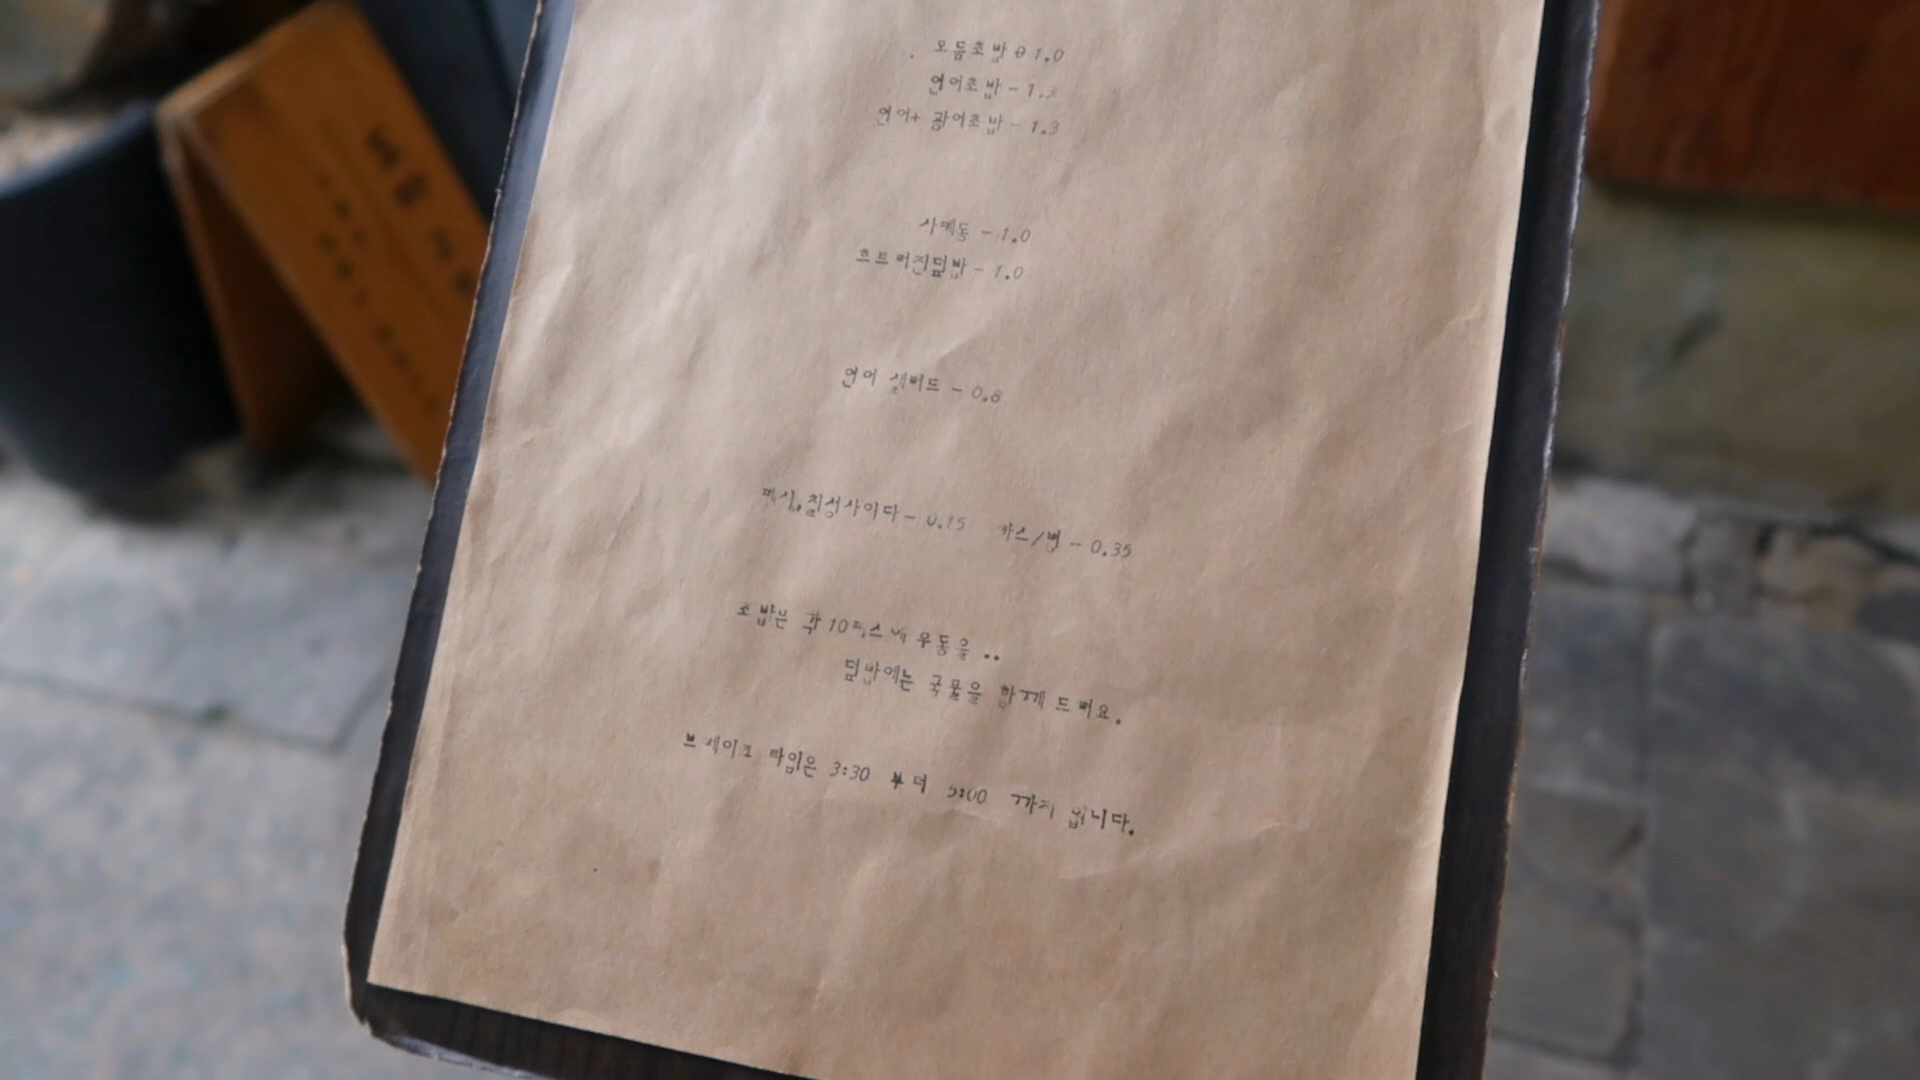 모듬초밥 - 1.0
연어초밥 - 1.3
연어+ 광어초밥 - 1.3
사께동 - 1.0
흐트러진덮밥 - 1.0
연어 샐러드 - 0.8
펩시,칠성사이다 - 0.15 카스/병 - 0.35
초밥은 각 10피스에 우동을 ..
덮밥에는 국물을 함께 드려요.
브레이크 타임은 3:30 부터 5:00 까지 입니다.